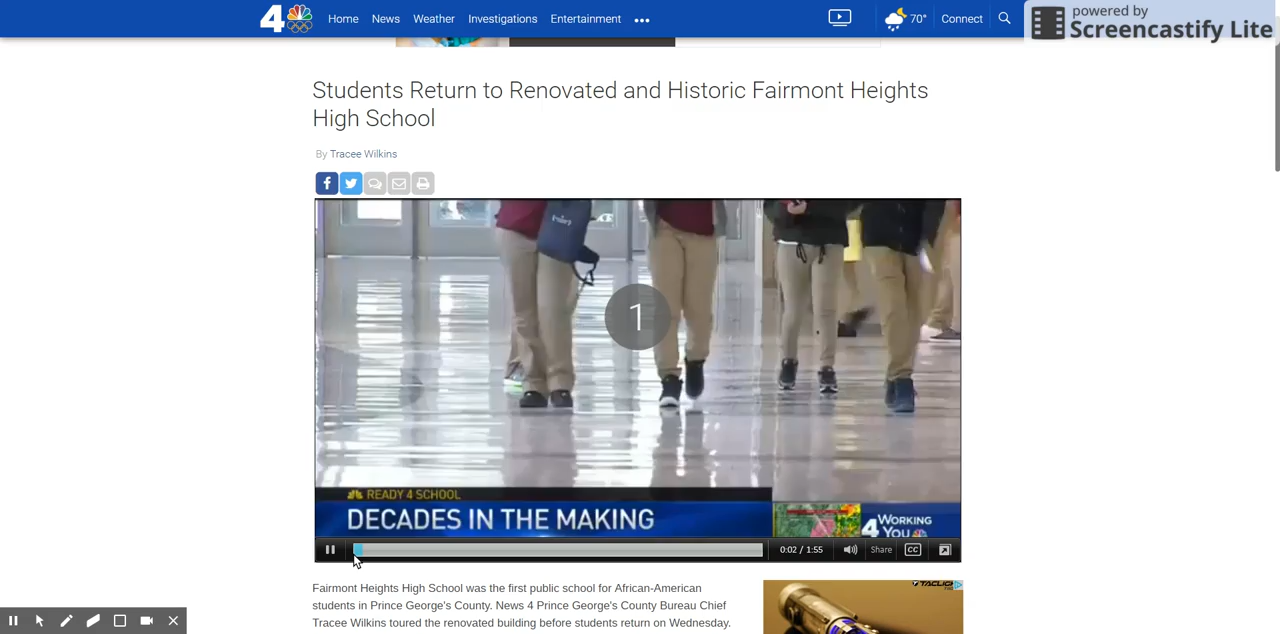 4 Home News Weather Investigations Entertainment 70° Connect
powered by
Screencastify Lite
Students Return to Renovated and Historic Fairmont Heights
High School
By Tracee Wilkins
1
READY 4 SCHOOL
DECADES IN THE MAKING
4 WORKING
YOU
0:02 / 1:55 Share CC
Fairmont Heights High School was the first public school for African-American
students in Prince George's County. News 4 Prince George's County Bureau Chief
Tracee Wilkins toured the renovated building before students return on Wednesday.